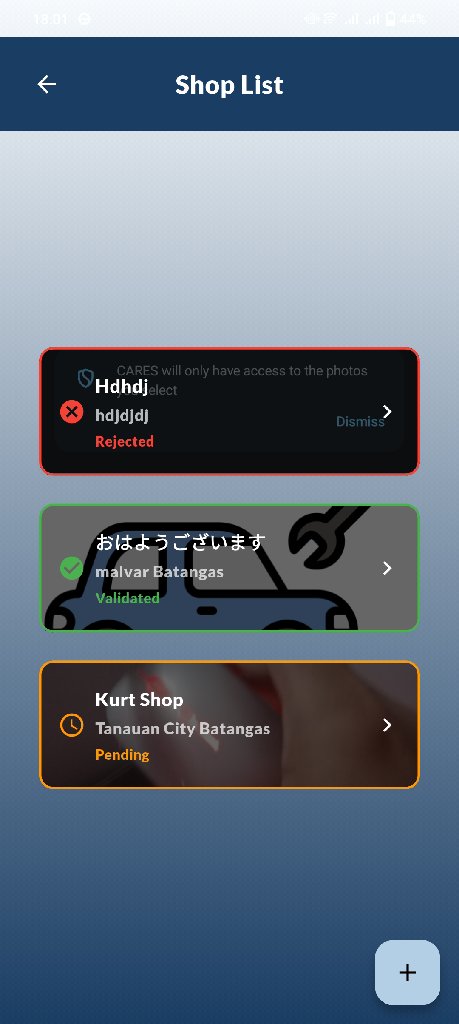 18:01
44%
Shop List
CARES will only have access to the photos
you select
Hdhdj
hdjdjdj
Dismiss
Rejected
おはようございます
malvar Batangas
Validated
Kurt Shop
Tanauan City Batangas
Pending